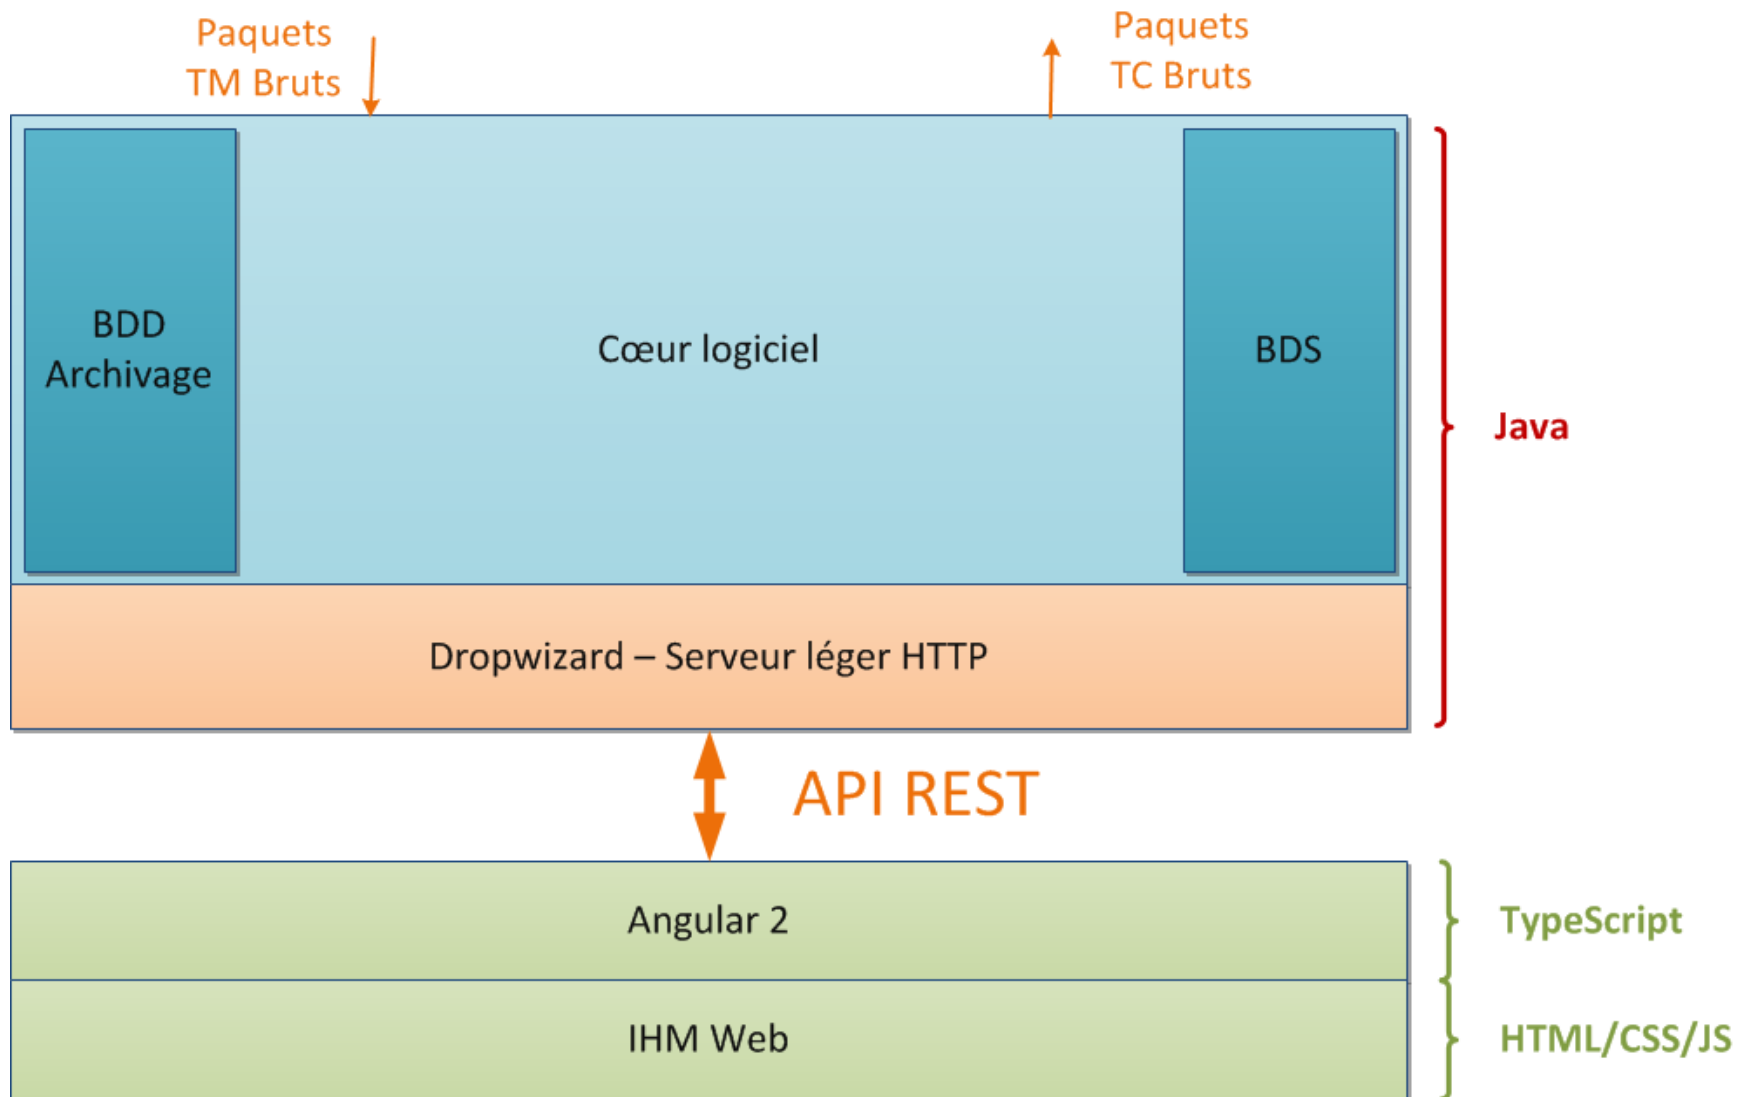 Paquets
TM Bruts
Paquets
TC Bruts
BDD
Archivage
Cœur logiciel
BDS
Java
Dropwizard – Serveur léger HTTP
API REST
Angular 2
TypeScript
IHM Web
HTML/CSS/JS